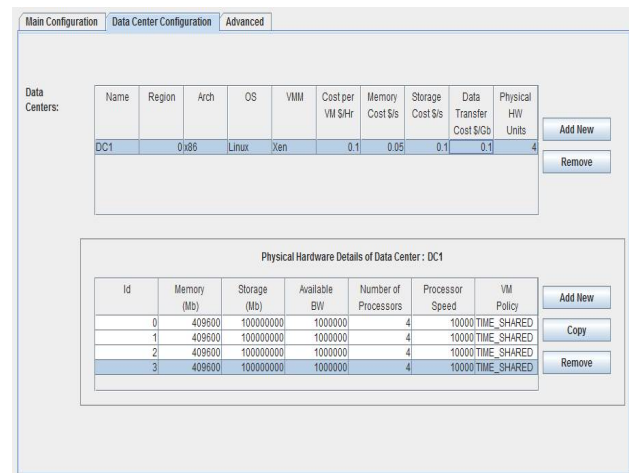 Main Configuration Data Center Configuration Advanced
Data Centers:
Name Region Arch OS VMM Cost per VM $/Hr Memory Cost $/s Storage Cost $/s Data Transfer Cost $/Gb Physical HW Units
DC1 0 x86 Linux Xen 0.1 0.05 0.1 0.1 4
Add New
Remove
Physical Hardware Details of Data Center : DC1
Id Memory (Mb) Storage (Mb) Available BW Number of Processors Processor Speed VM Policy
0 409600 100000000 1000000 4 10000 TIME_SHARED
1 409600 100000000 1000000 4 10000 TIME_SHARED
2 409600 100000000 1000000 4 10000 TIME_SHARED
3 409600 100000000 1000000 4 10000 TIME_SHARED
Add New
Copy
Remove